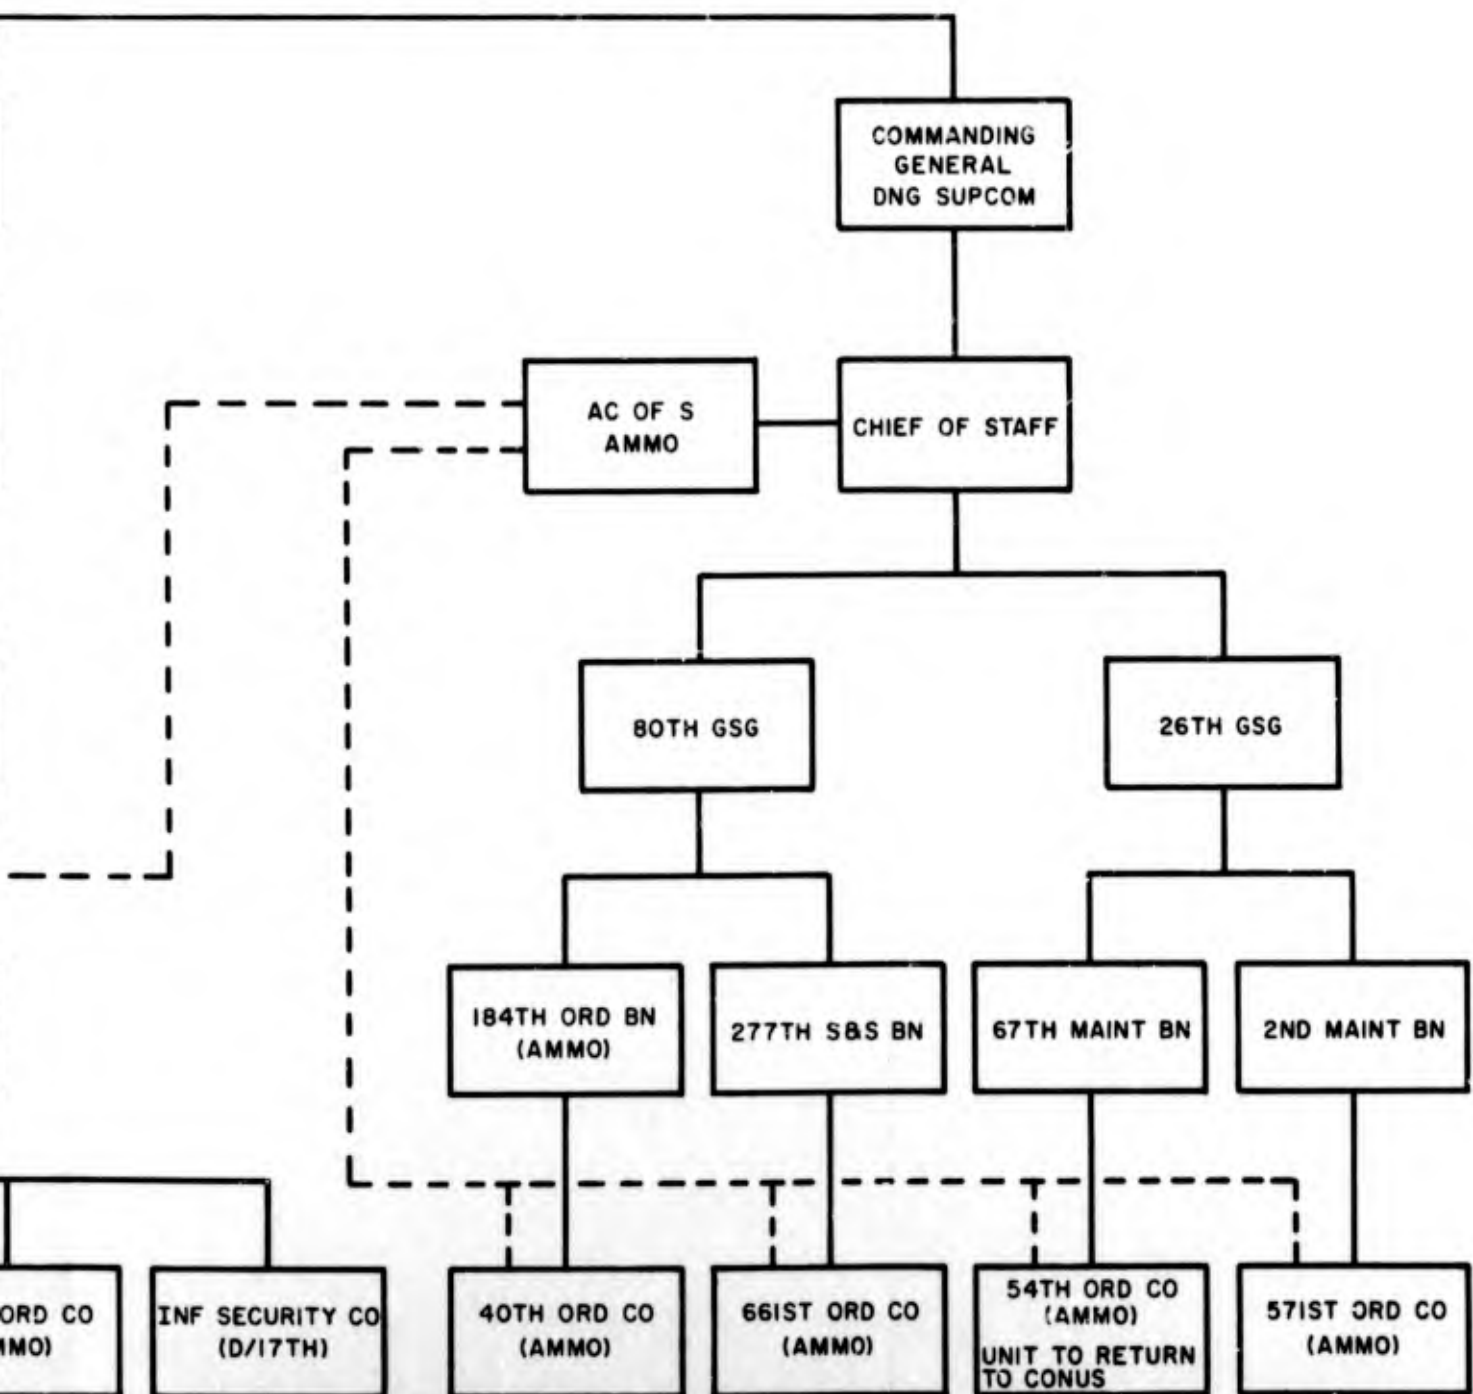 COMMANDING
GENERAL
DNG SUPCOM
AC OF S
AMMO
CHIEF OF STAFF
80TH GSG
26TH GSG
184TH ORD BN
(AMMO)
277TH S&S BN
67TH MAINT BN
2ND MAINT BN
ORD CO
INF SECURITY CO
(D/17TH)
40TH ORD CO
(AMMO)
661ST ORD CO
(AMMO)
54TH ORD CO
(AMMO)
UNIT TO RETURN
TO CONUS
571ST ORD CO
(AMMO)